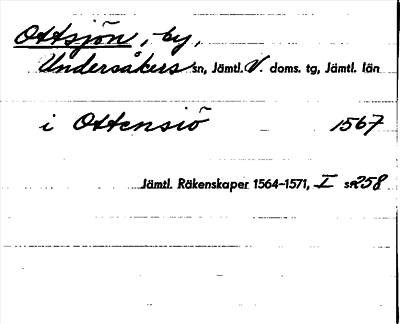 Ottsjön, by,
Undersåkers sn, Jämtl. V. doms. tg, Jämtl. län
i Ottensiö 1567
Jämtl. Räkenskaper 1564-1571, I s. 258